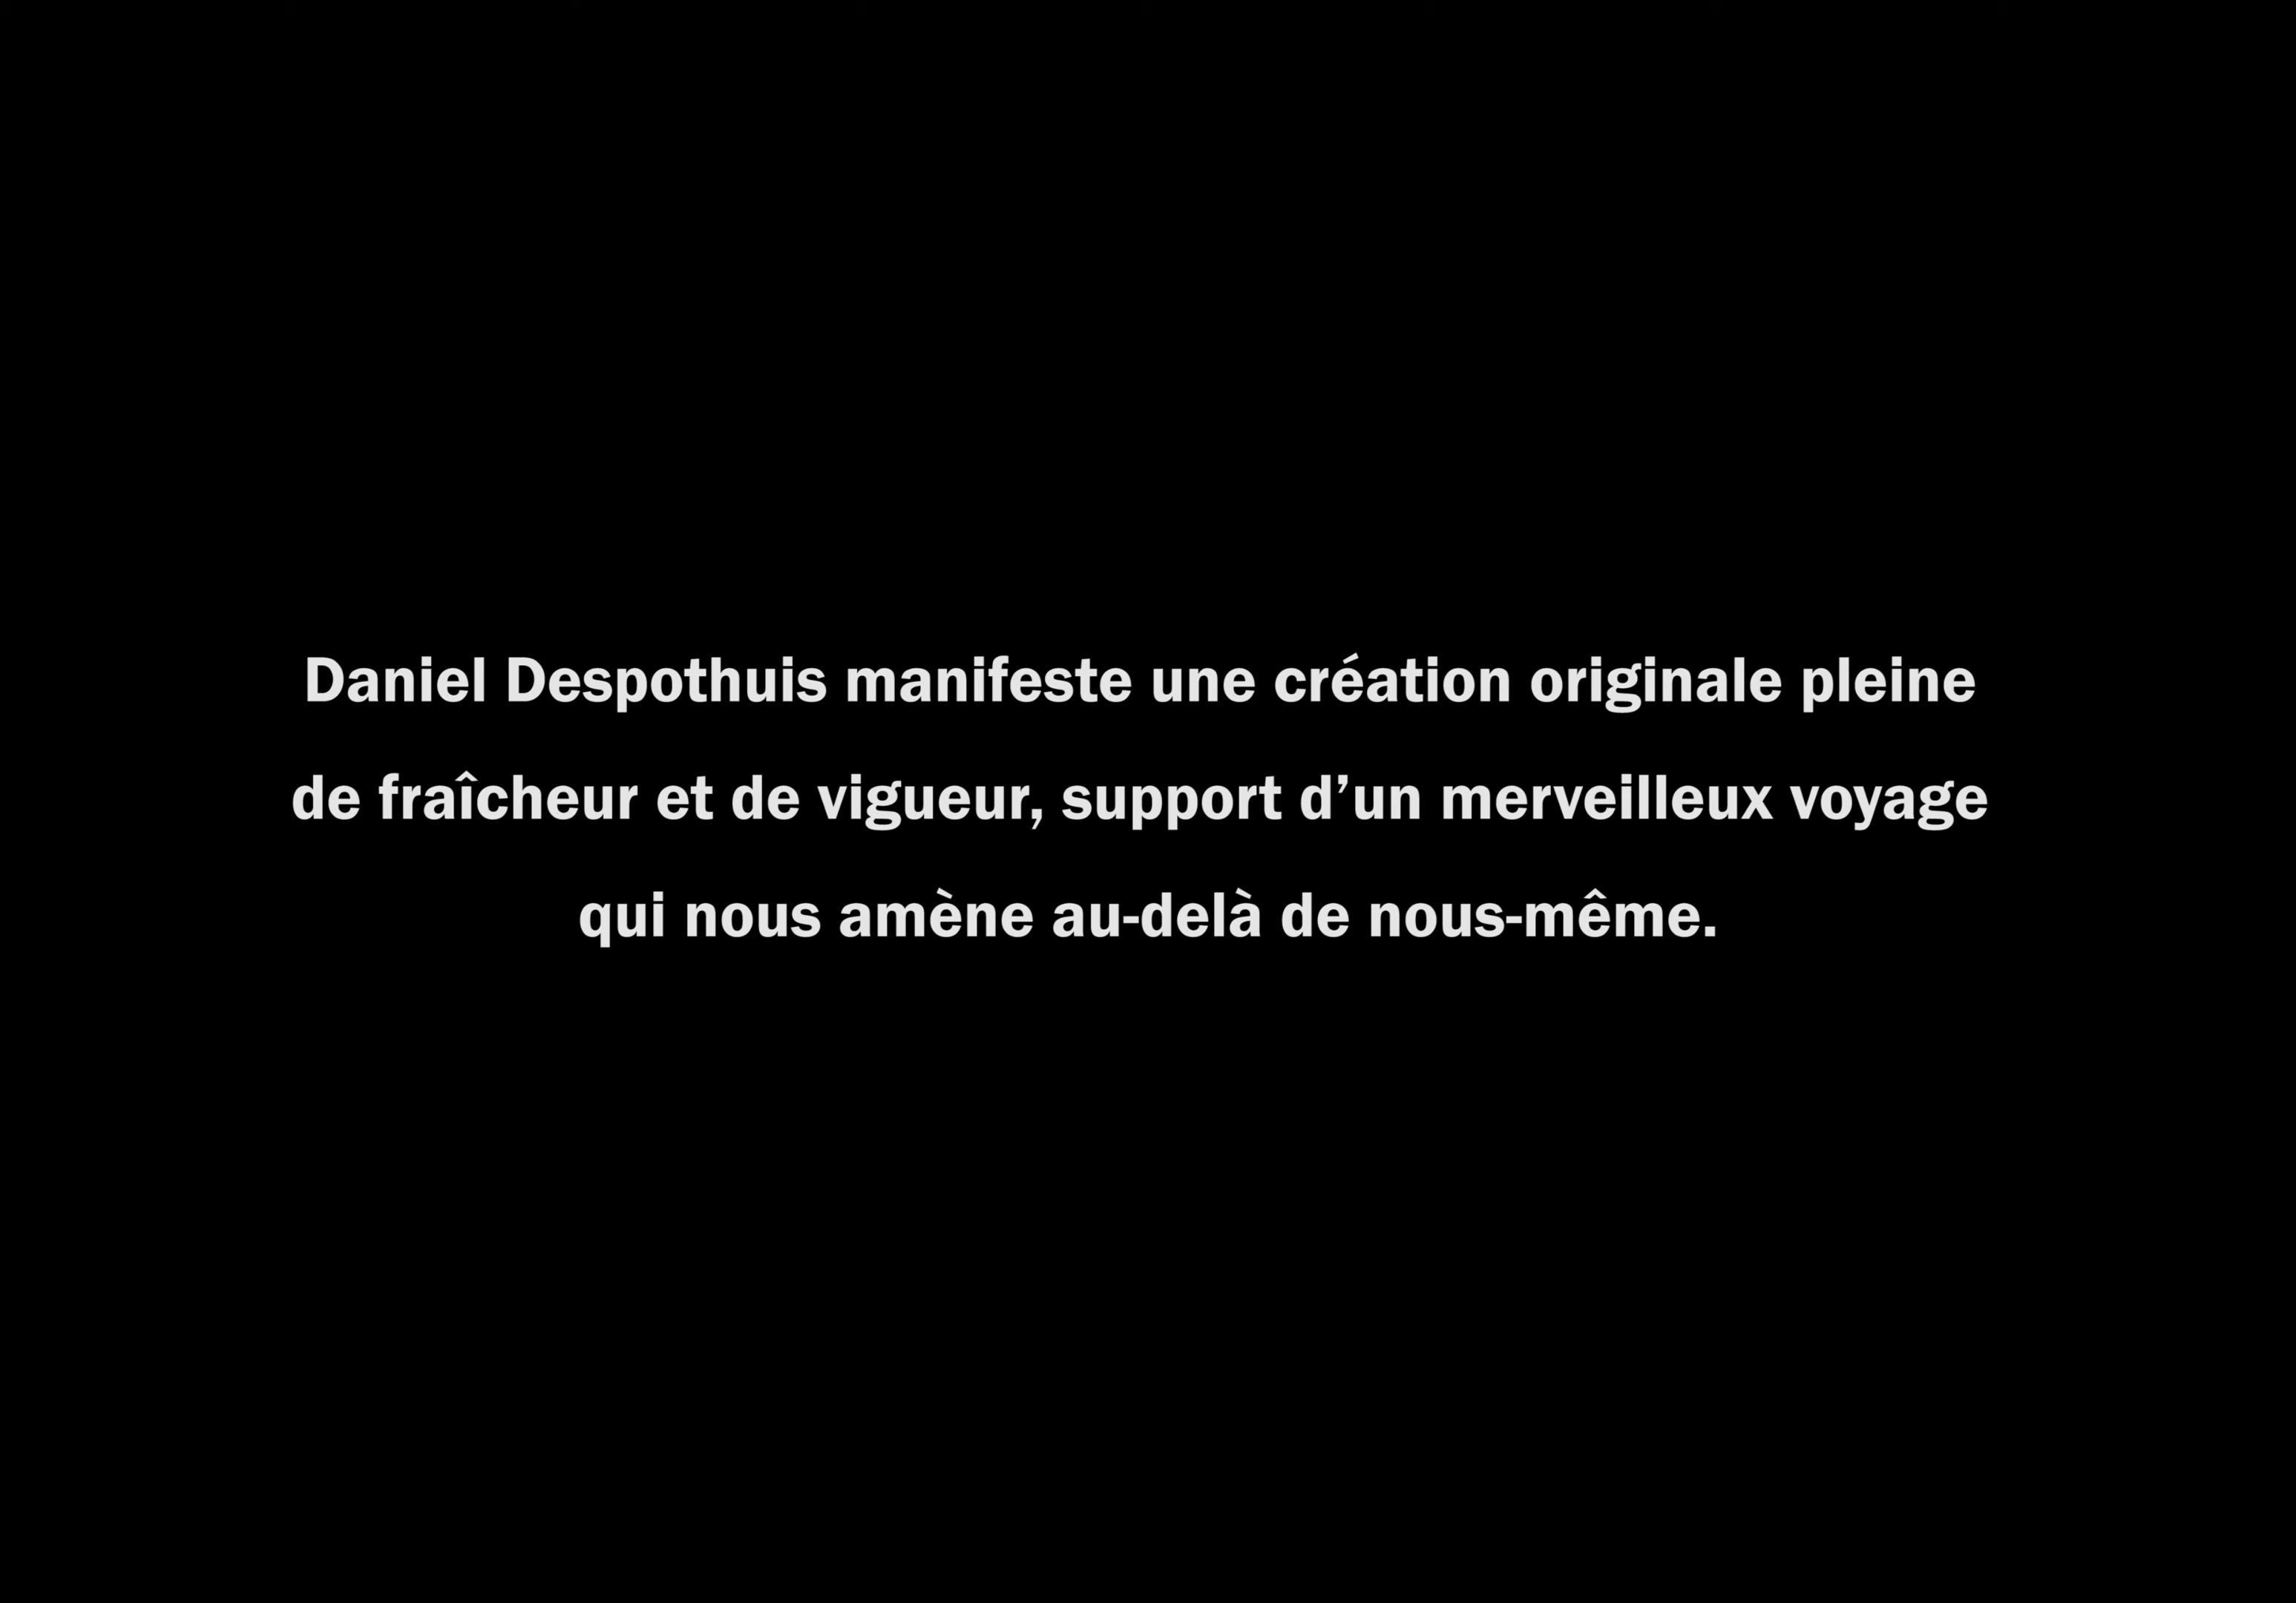 Daniel Despothuis manifeste une création originale pleine
de fraîcheur et de vigueur, support d’un merveilleux voyage
qui nous amène au-delà de nous-même.